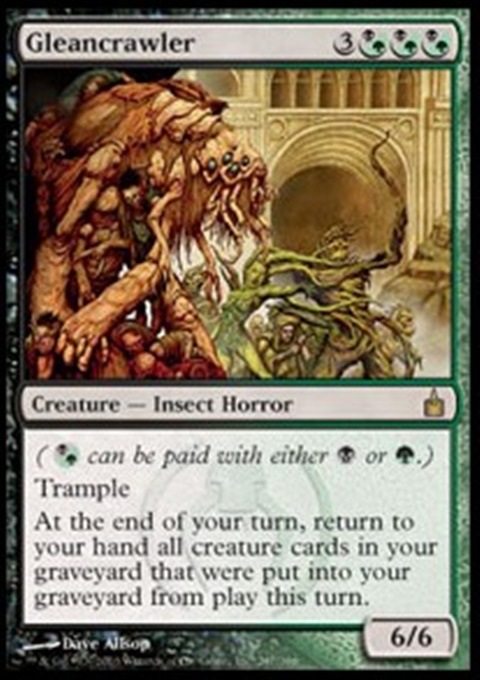 Gleancrawler 3
Creature — Insect Horror
( can be paid with either or .)
Trample
At the end of your turn, return to
your hand all creature cards in your
graveyard that were put into your
graveyard from play this turn.
Dave Allsop
6/6